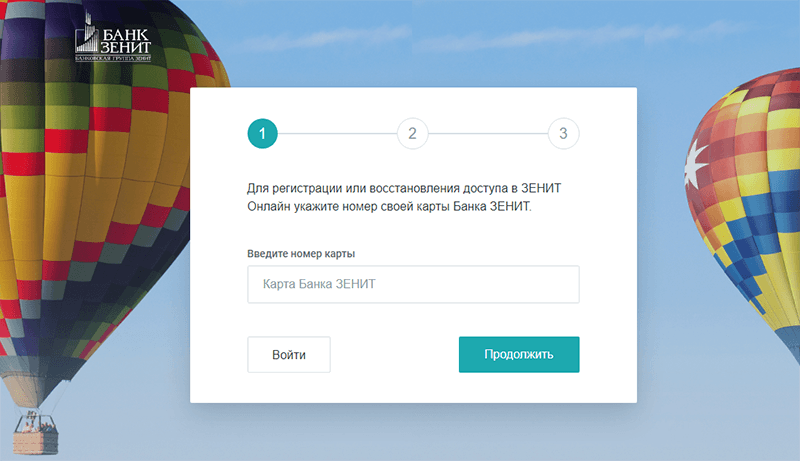 БАНК
ЗЕНИТ
БАНКОВСКАЯ ГРУППА ЗЕНИТ
1
2
3
Для регистрации или восстановления доступа в ЗЕНИТ
Онлайн укажите номер своей карты Банка ЗЕНИТ.
Введите номер карты
Карта Банка ЗЕНИТ
Войти
Продолжить